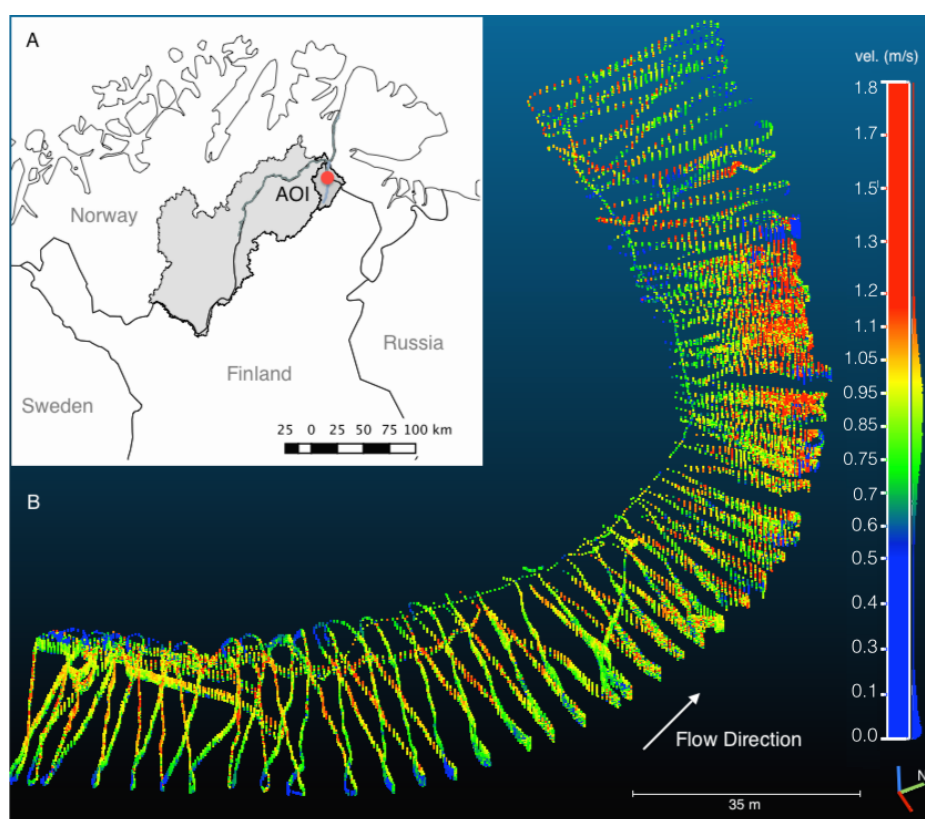 A
AOI
Norway
Russia
Finland
Sweden
25 0 25 50 75 100 km
B
vel. (m/s)
1.8
1.7
1.5
1.3
1.2
1.1
1.05
0.95
0.85
0.75
0.7
0.6
0.5
0.4
0.3
0.1
0.0
Flow Direction
35 m
N